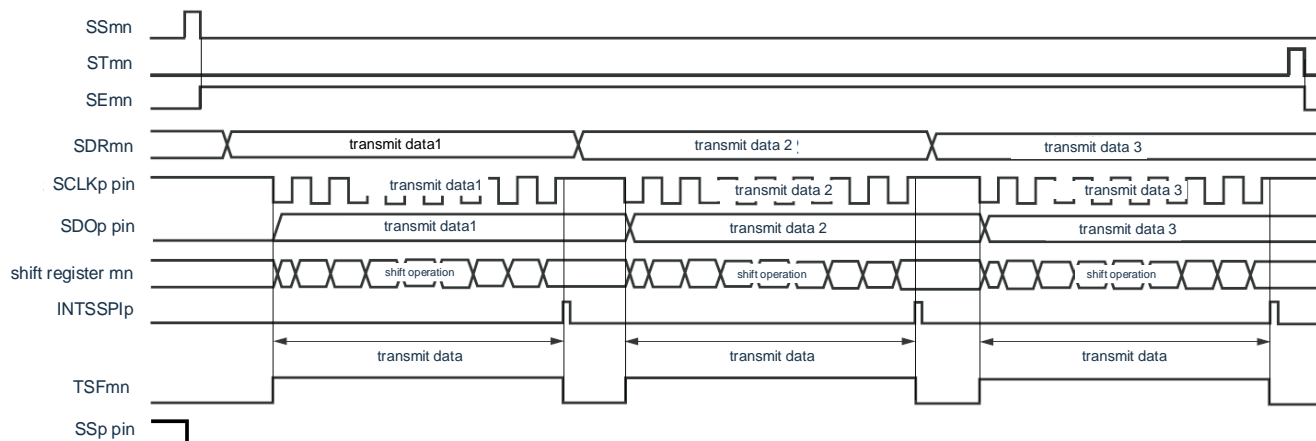 SSmn
STmn
SEmn
SDRmn transmit data1 transmit data 2 transmit data 3
SCLKp pin transmit data1 transmit data 2 transmit data 3
SDOp pin transmit data1 transmit data 2 transmit data 3
shift register mn shift operation shift operation shift operation
INTSSPIp
transmit data transmit data transmit data
TSFmn
SSp pin